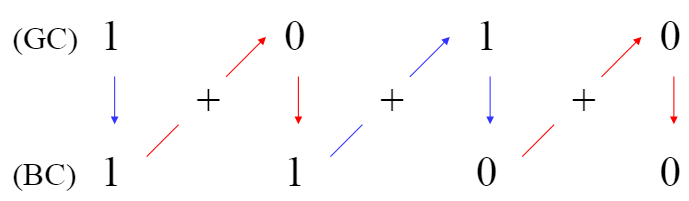 (GC) 1 0 1 0
+ + +
(BC) 1 1 0 0